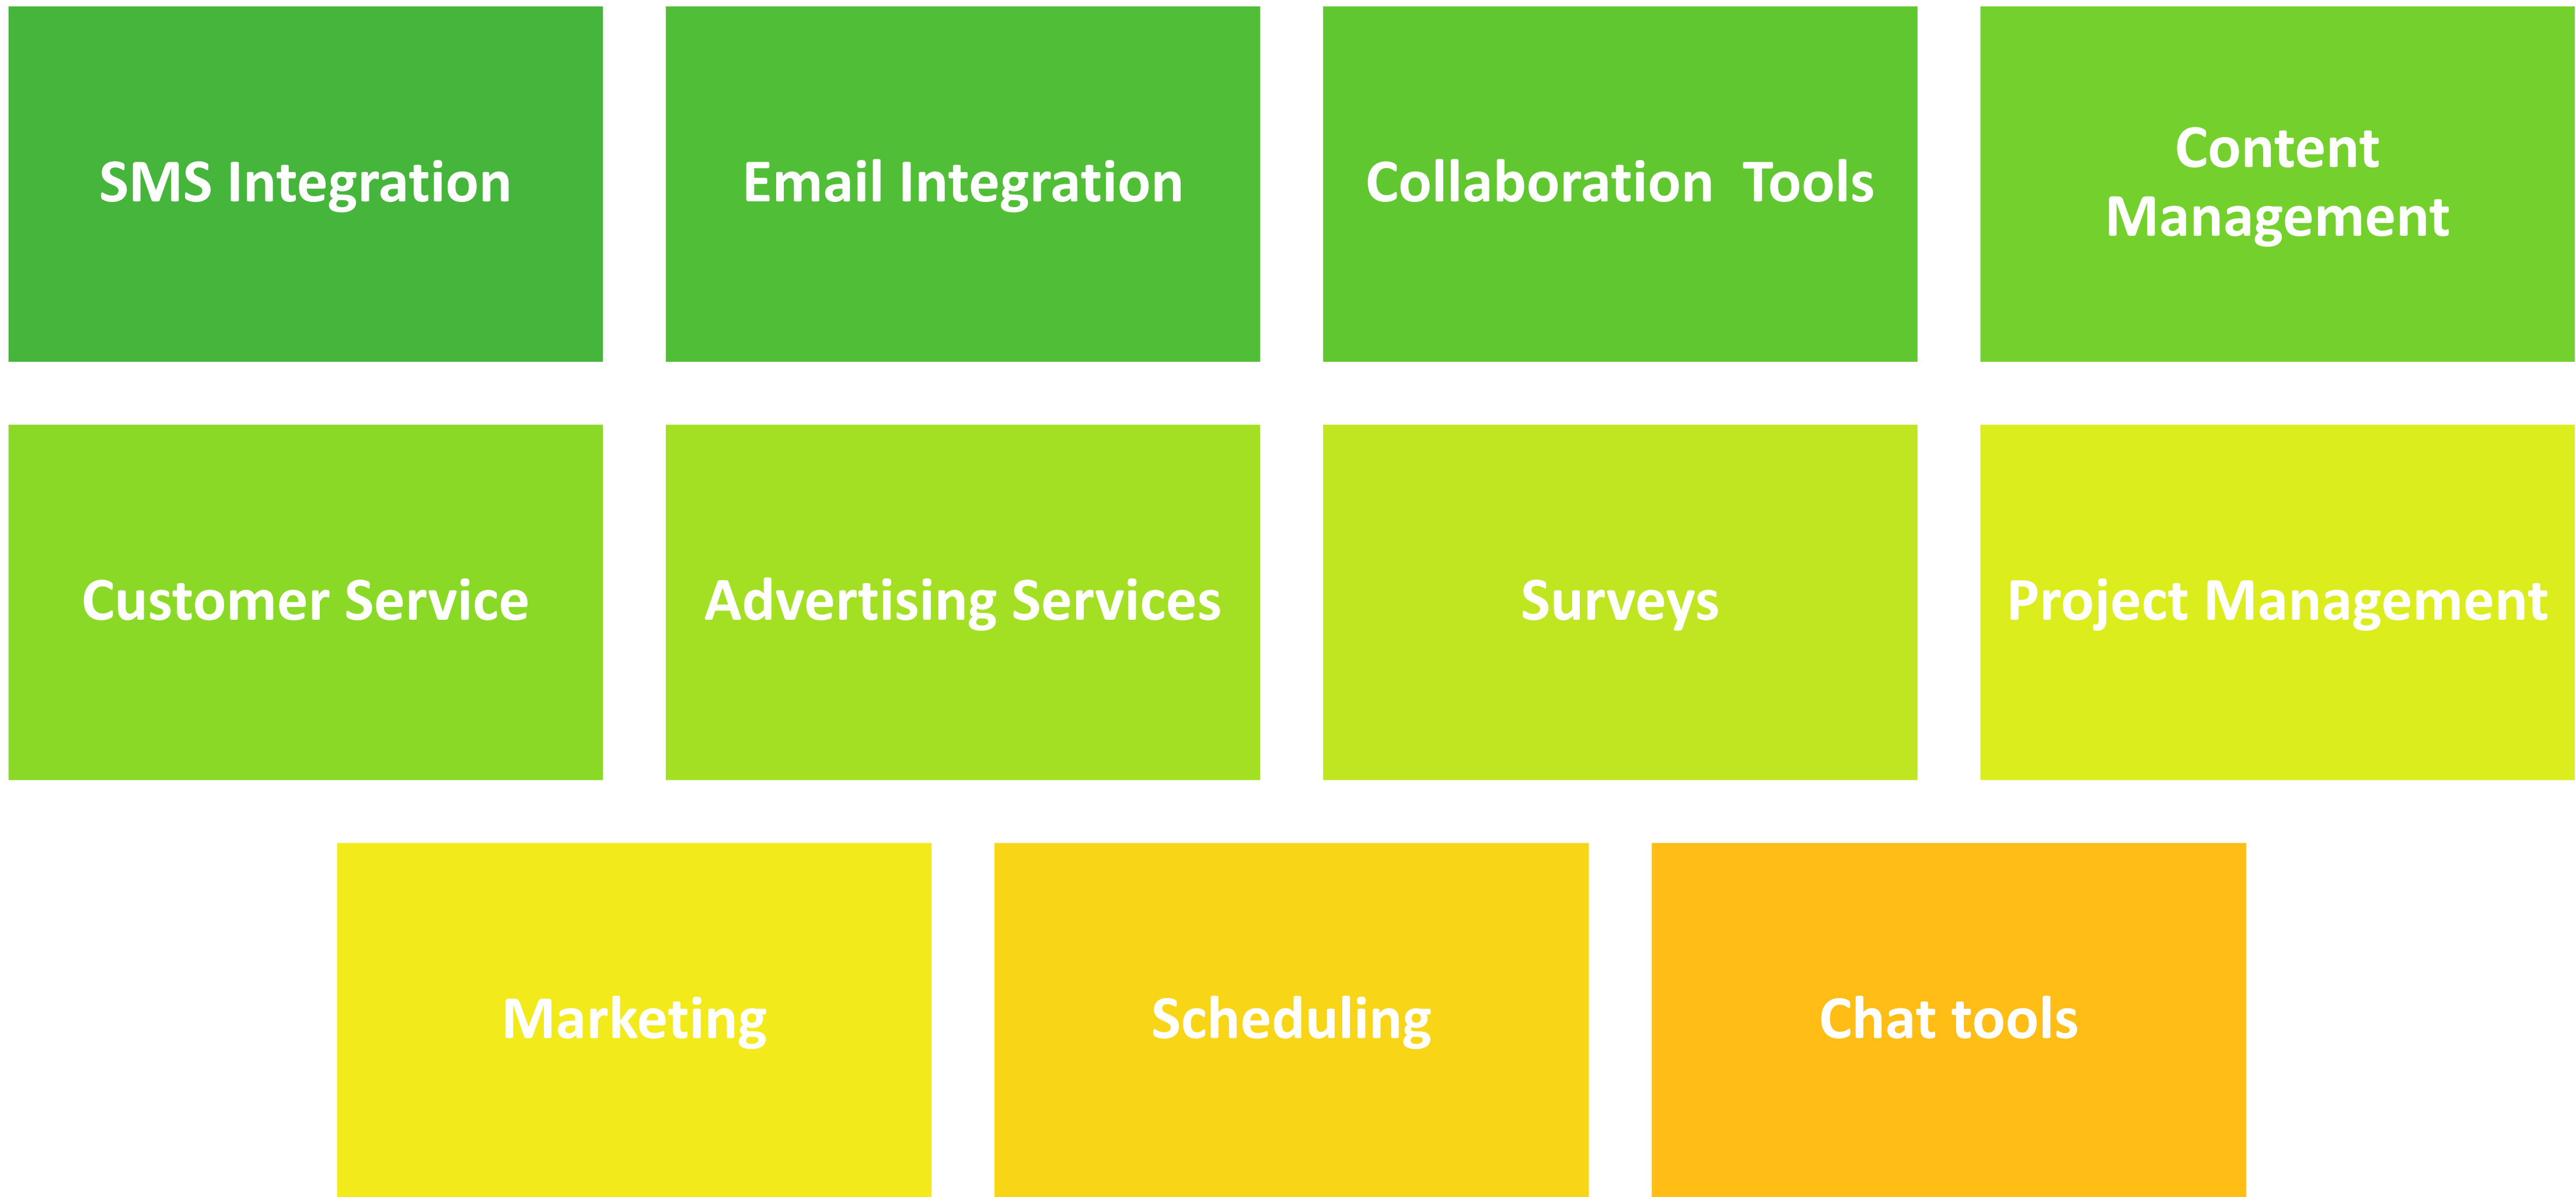 SMS Integration
Email Integration
Collaboration  Tools
Content
Management
Customer Service
Advertising Services
Surveys
Project Management
Marketing
Scheduling
Chat tools